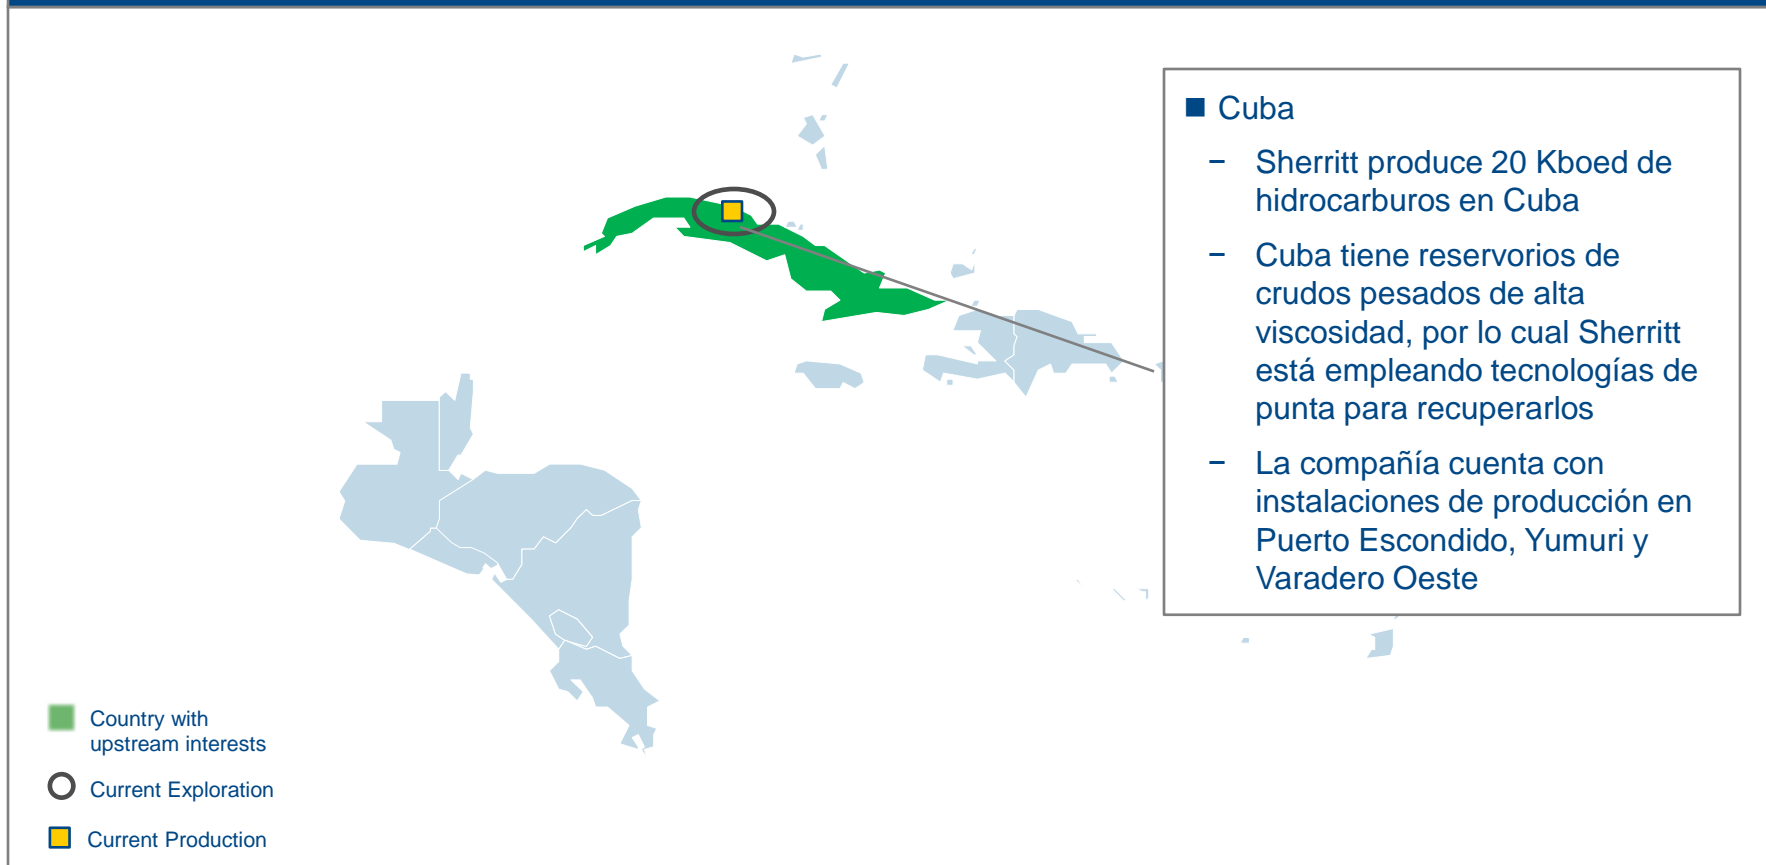 ■ Cuba
− Sherritt produce 20 Kboed de
hidrocarburos en Cuba
− Cuba tiene reservorios de
crudos pesados de alta
viscosidad, por lo cual Sherritt
está empleando tecnologías de
punta para recuperarlos
− La compañía cuenta con
instalaciones de producción en
Puerto Escondido, Yumuri y
Varadero Oeste
Country with
upstream interests
Current Exploration
Current Production